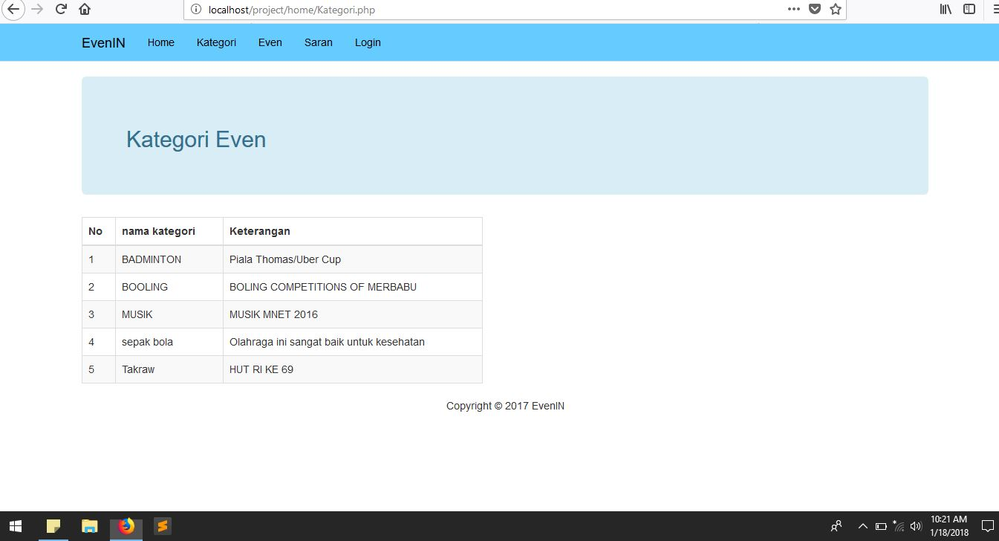 localhost/project/home/Kategori.php
EvenIN Home Kategori Even Saran Login
Kategori Even
No nama kategori Keterangan
1 BADMINTON Piala Thomas/Uber Cup
2 BOOLING BOLING COMPETITIONS OF MERBABU
3 MUSIK MUSIK MNET 2016
4 sepak bola Olahraga ini sangat baik untuk kesehatan
5 Takraw HUT RI KE 69
Copyright © 2017 EvenIN
10:21 AM
1/18/2018